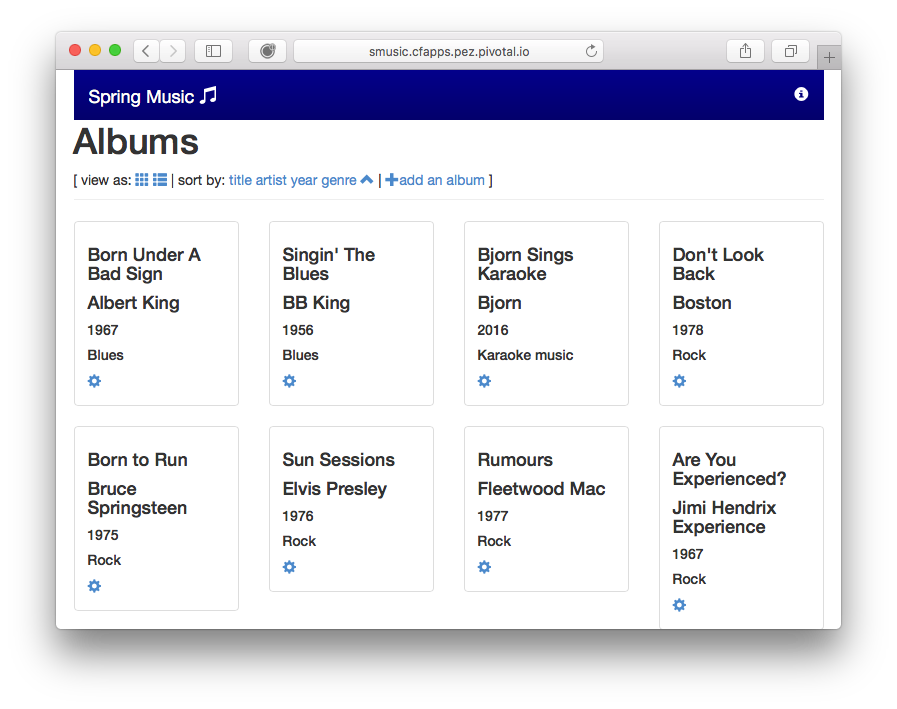 smusic.cfapps.pez.pivotal.io
Spring Music
Albums
[ view as: | sort by: title artist year genre | add an album ]
Born Under A
Bad Sign
Albert King
1967
Blues
Singin' The
Blues
BB King
1956
Blues
Bjorn Sings
Karaoke
Bjorn
2016
Karaoke music
Don't Look
Back
Boston
1978
Rock
Born to Run
Bruce
Springsteen
1975
Rock
Sun Sessions
Elvis Presley
1976
Rock
Rumours
Fleetwood Mac
1977
Rock
Are You
Experienced?
Jimi Hendrix
Experience
1967
Rock